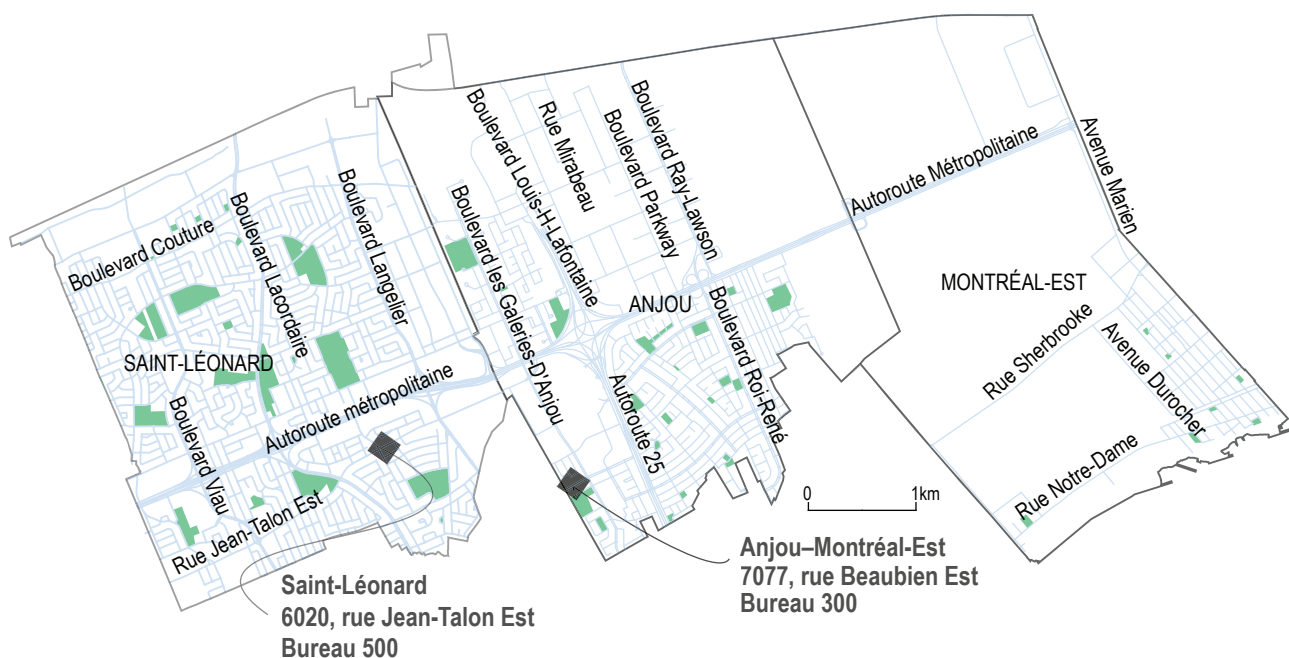 Boulevard Couture
Boulevard Lacordaire
Boulevard Langelier
SAINT-LÉONARD
Boulevard Viau
Autoroute métropolitaine
Rue Jean-Talon Est
Boulevard Louis-H-Lafontaine
Rue Mirabeau
Boulevard Parkway
Boulevard Ray-Lawson
Boulevard les Galeries-D'Anjou
ANJOU
Boulevard Roi-René
Autoroute 25
Autoroute Métropolitaine
Avenue Marien
MONTRÉAL-EST
Rue Sherbrooke
Avenue Durocher
Rue Notre-Dame
0 1km
Saint-Léonard
6020, rue Jean-Talon Est
Bureau 500
Anjou–Montréal-Est
7077, rue Beaubien Est
Bureau 300